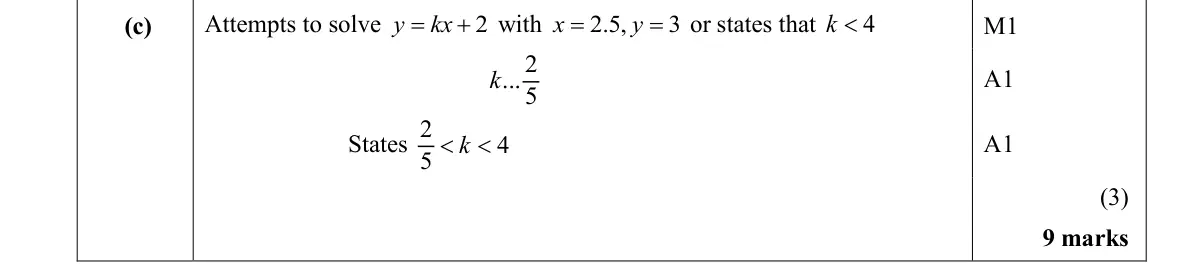 (c) Attempts to solve y = kx + 2 with x = 2.5, y = 3 or states that k < 4 M1
k...2/5 A1
States 2/5 < k < 4 A1
(3)
9 marks